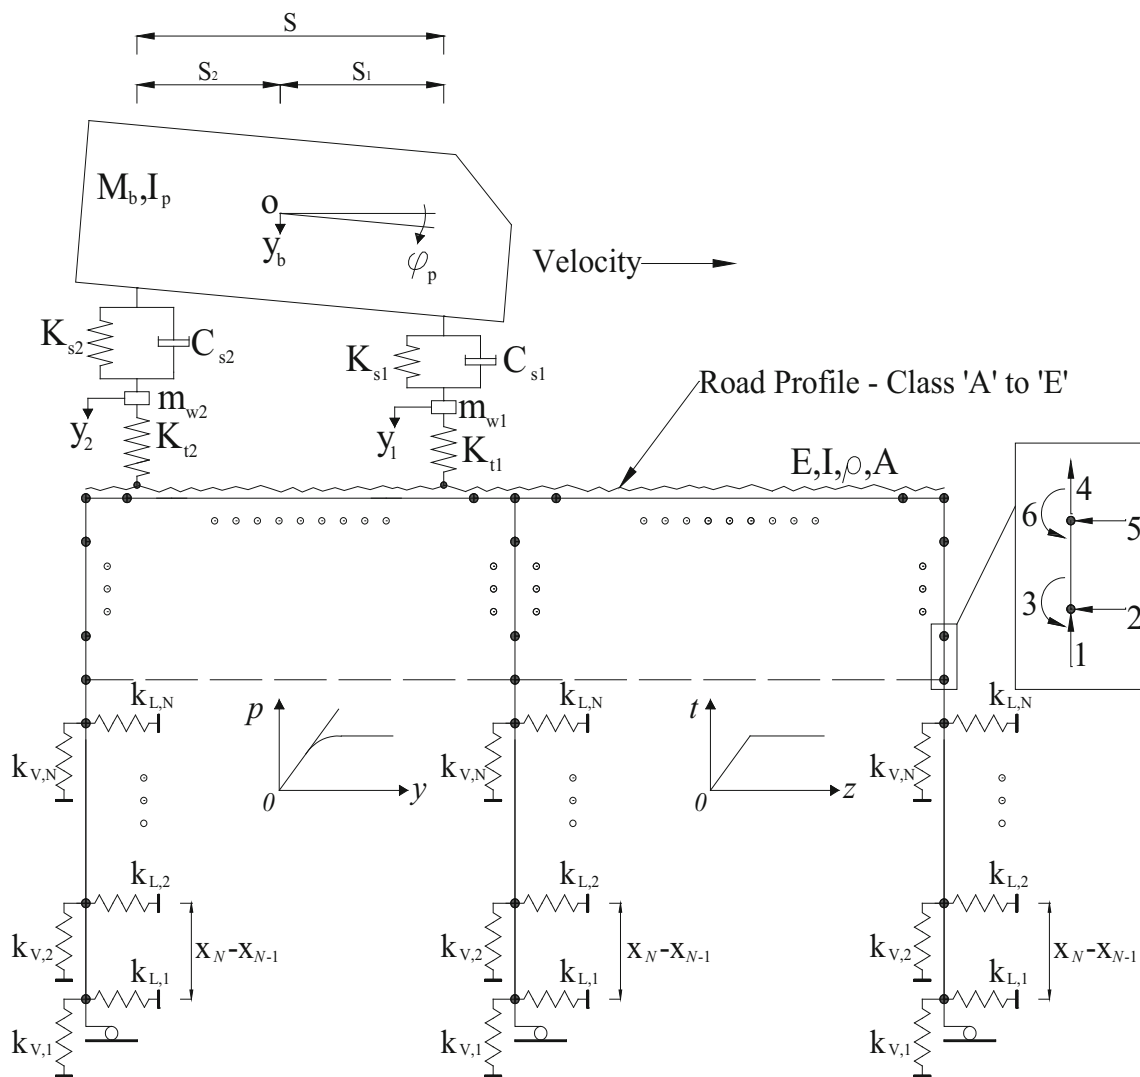 S
S2 S1
Mb,Ip
o
yb
φp
Velocity
Ks2
Cs2
Ks1
Cs1
mw2
mw1
y2
y1
Kt2
Kt1
Road Profile - Class 'A' to 'E'
E,I,ρ,A
4
6
5
3
2
1
kL,N
kL,N
kL,N
p
t
kV,N
kV,N
kV,N
0
y
0
z
kL,2
kL,2
kL,2
kV,2
xN-xN-1
kV,2
xN-xN-1
kV,2
xN-xN-1
kL,1
kL,1
kL,1
kV,1
kV,1
kV,1